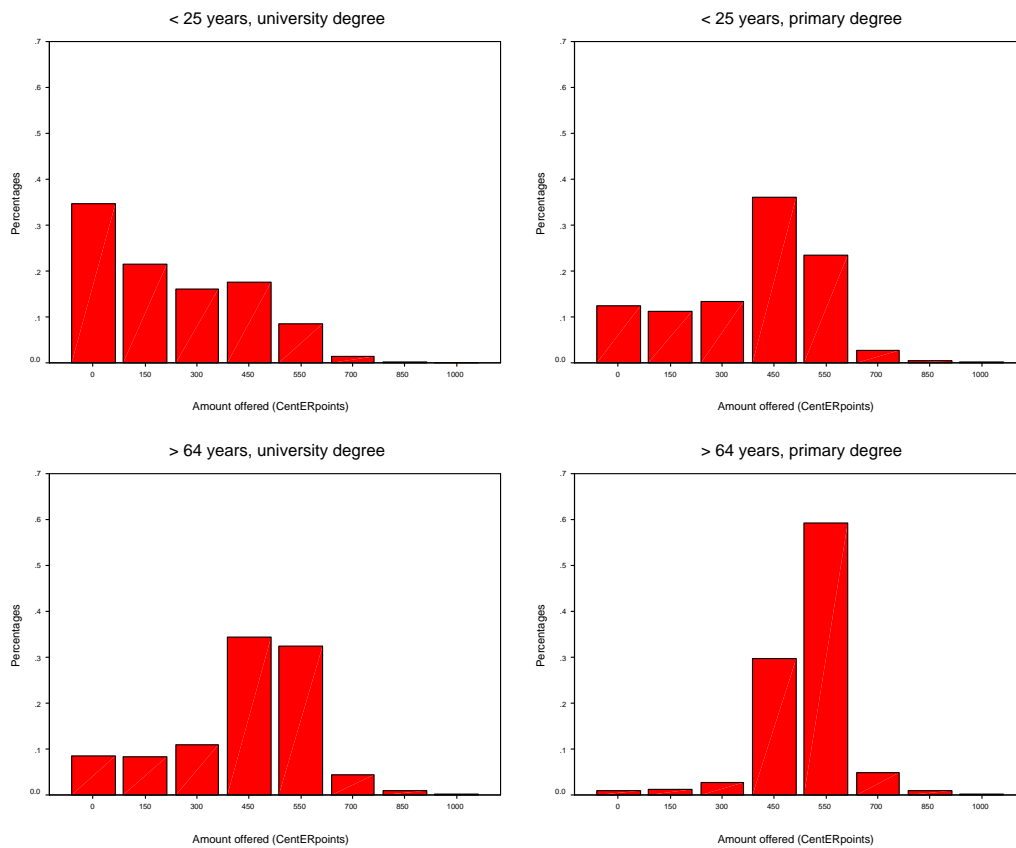 < 25 years, university degree
.7
.6
.5
.4
.3
.2
.1
0.0
Percentages
0 150 300 450 550 700 850 1000
Amount offered (CentERpoints)
< 25 years, primary degree
.7
.6
.5
.4
.3
.2
.1
0.0
Percentages
0 150 300 450 550 700 850 1000
Amount offered (CentERpoints)
> 64 years, university degree
.7
.6
.5
.4
.3
.2
.1
0.0
Percentages
0 150 300 450 550 700 850 1000
Amount offered (CentERpoints)
> 64 years, primary degree
.7
.6
.5
.4
.3
.2
.1
0.0
Percentages
0 150 300 450 550 700 850 1000
Amount offered (CentERpoints)